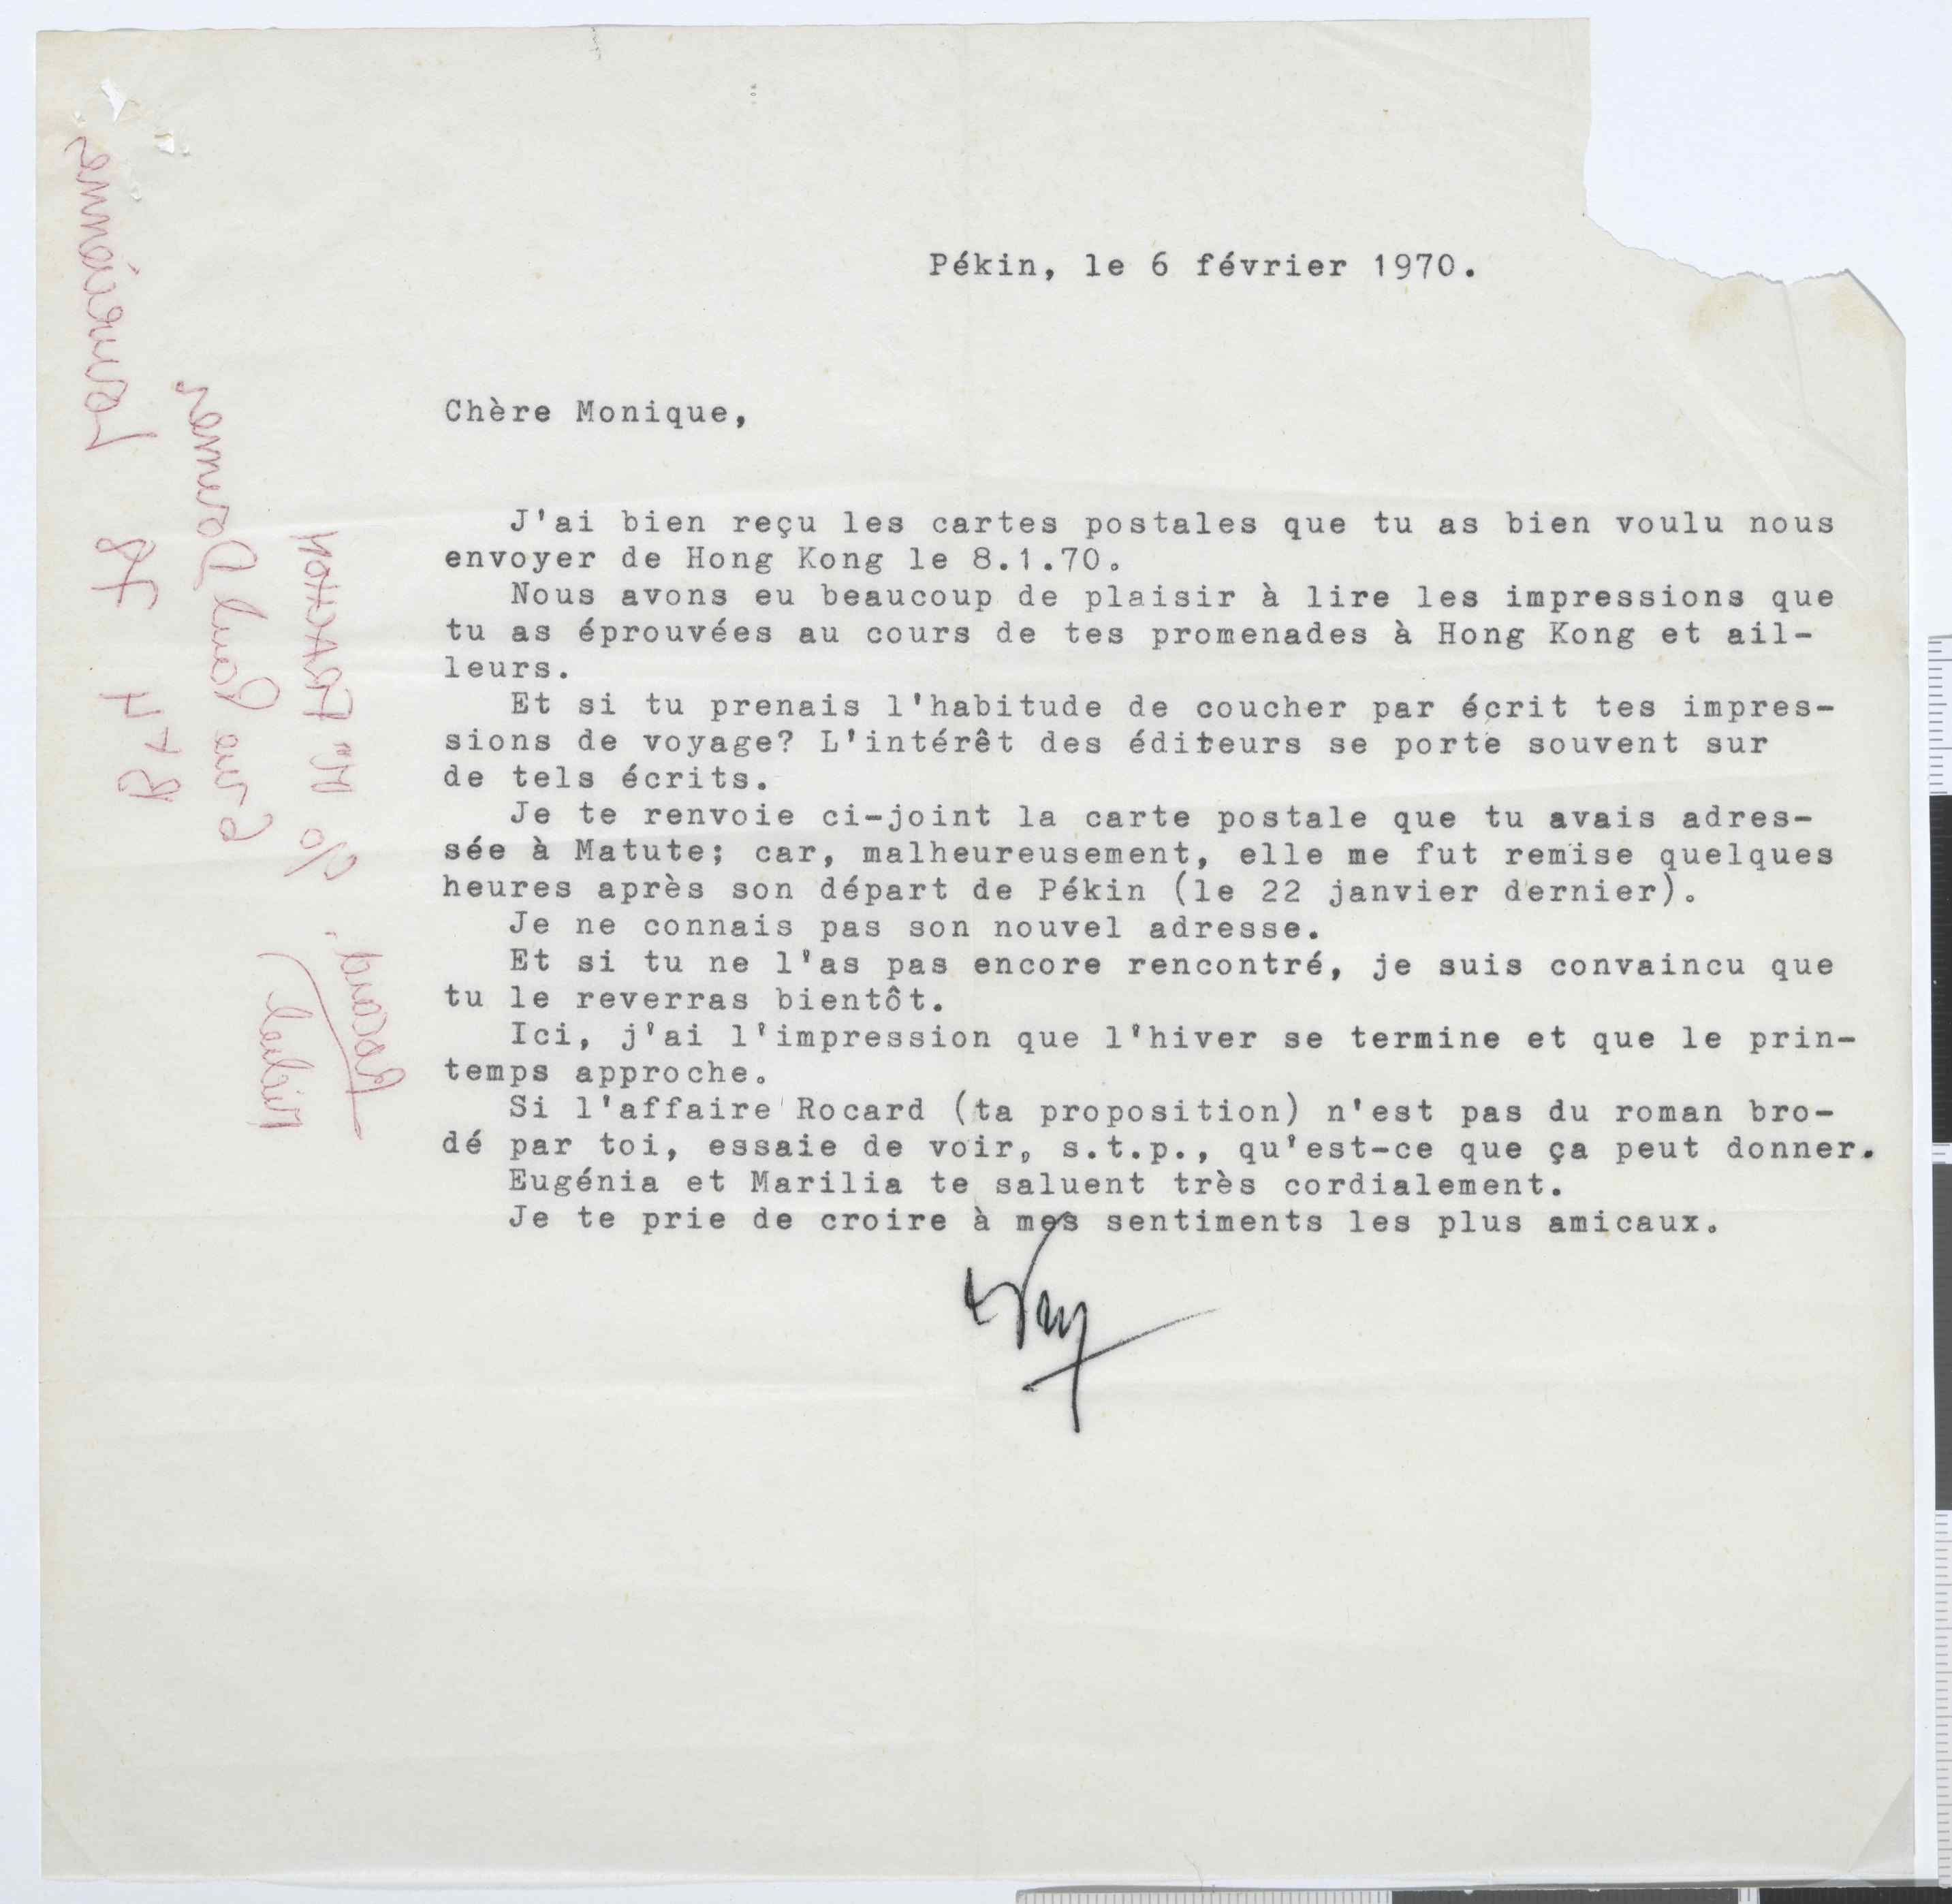 Pékin, le 6 février 1970.
Chère Monique,
J'ai bien reçu les cartes postales que tu as bien voulu nous
envoyer de Hong Kong le 8.1.70.
Nous avons eu beaucoup de plaisir à lire les impressions que
tu as éprouvées au cours de tes promenades à Hong Kong et ail-
leurs.
Et si tu prenais l'habitude de coucher par écrit tes impres-
sions de voyage? L'intérêt des éditeurs se porte souvent sur
de tels écrits.
Je te renvoie ci-joint la carte postale que tu avais adres-
sée à Matute; car, malheureusement, elle me fut remise quelques
heures après son départ de Pékin (le 22 janvier dernier).
Je ne connais pas son nouvel adresse.
Et si tu ne l'as pas encore rencontré, je suis convaincu que
tu le reverras bientôt.
Ici, j'ai l'impression que l'hiver se termine et que le prin-
temps approche.
Si l'affaire Rocard (ta proposition) n'est pas du roman bro-
dé par toi, essaie de voir, s.t.p., qu'est-ce que ça peut donner.
Eugénia et Marilia te saluent très cordialement.
Je te prie de croire à mes sentiments les plus amicaux.